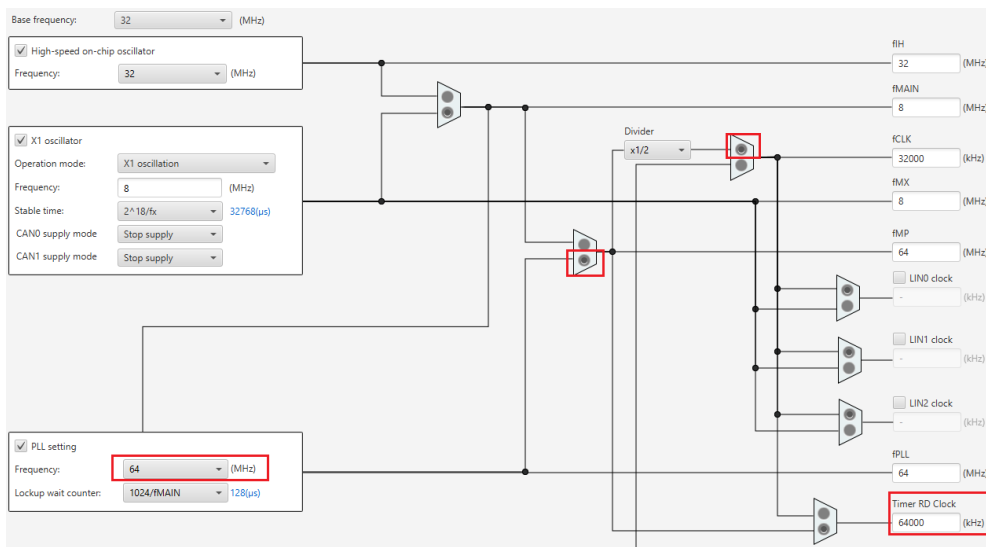 Base frequency: 32 (MHz)
High-speed on-chip oscillator
Frequency: 32 (MHz)
X1 oscillator
Operation mode: X1 oscillation
Frequency: 8 (MHz)
Stable time: 2^18/fx 32768(μs)
CAN0 supply mode Stop supply
CAN1 supply mode Stop supply
PLL setting
Frequency: 64 (MHz)
Lockup wait counter: 1024/fMAIN 128(μs)
Divider
x1/2
fIH
32 (MHz)
fMAIN
8 (MHz)
fCLK
32000 (kHz)
fMX
8 (MHz)
fMP
64 (MHz)
LIN0 clock
- (kHz)
LIN1 clock
- (kHz)
LIN2 clock
- (kHz)
fPLL
64 (MHz)
Timer RD Clock
64000 (kHz)